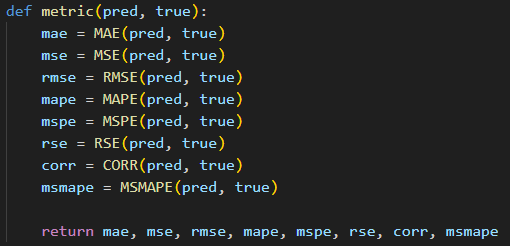 def metric(pred, true):
    mae = MAE(pred, true)
    mse = MSE(pred, true)
    rmse = RMSE(pred, true)
    mape = MAPE(pred, true)
    mspe = MSPE(pred, true)
    rse = RSE(pred, true)
    corr = CORR(pred, true)
    msmape = MSMAPE(pred, true)

    return mae, mse, rmse, mape, mspe, rse, corr, msmape